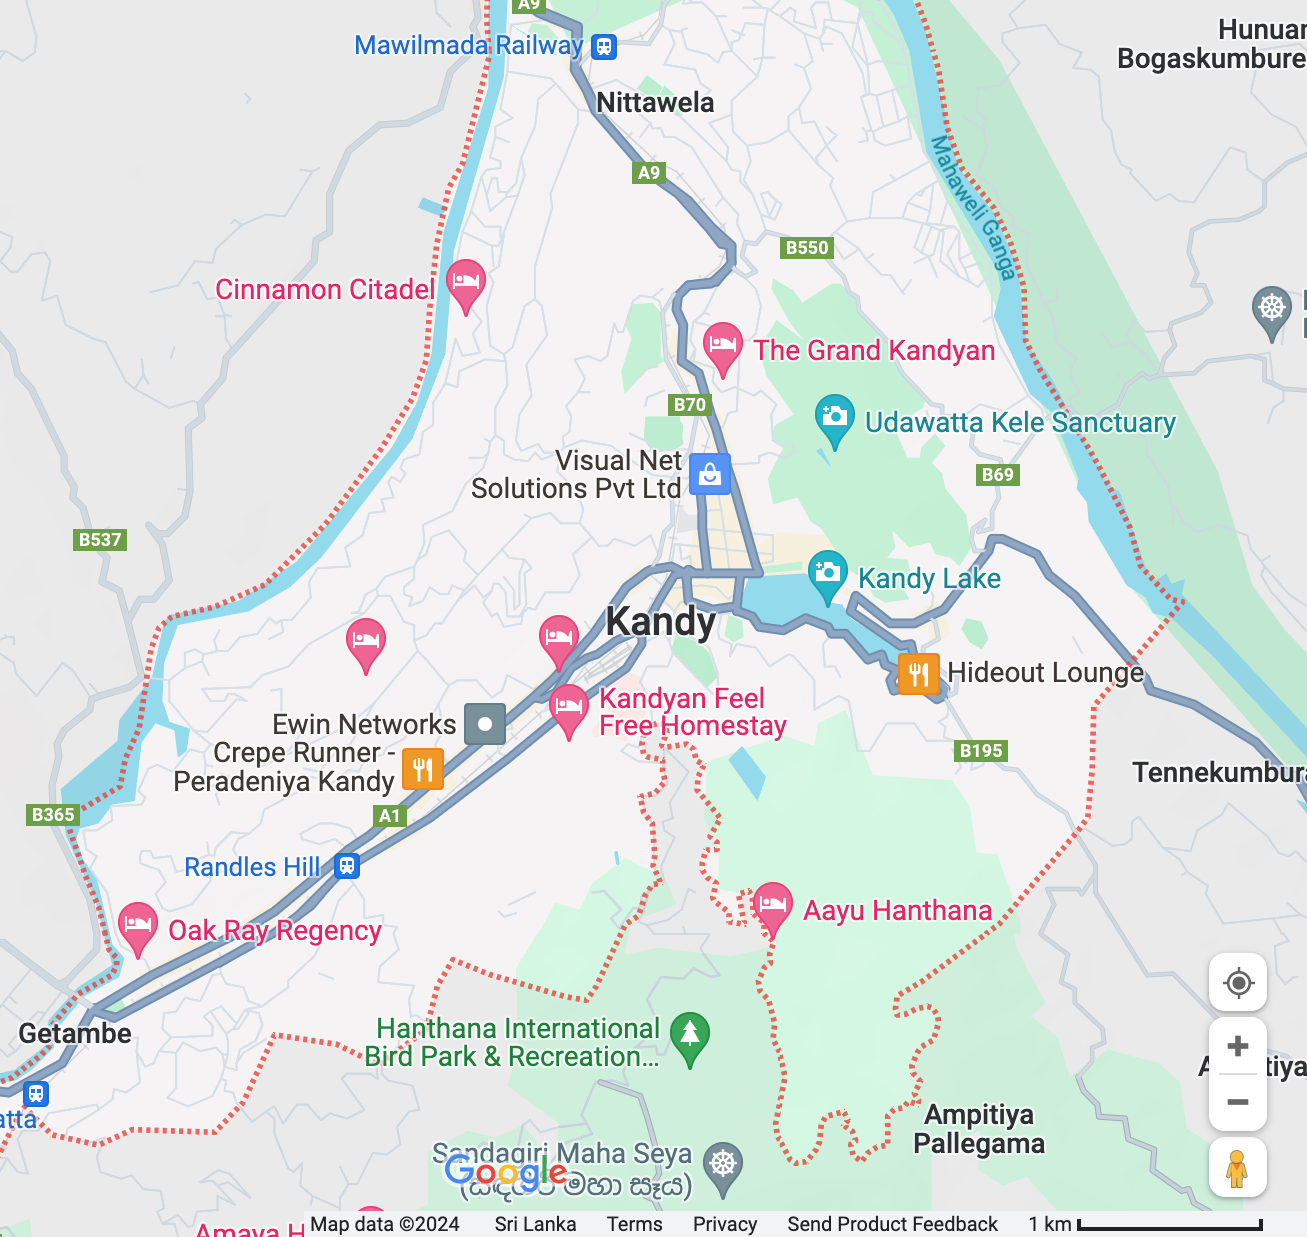 A9
Mawilmada Railway
Hunuar
Bogaskumbure
Nittawela
A9
Mahaweli Ganga
B550
Cinnamon Citadel
The Grand Kandyan
B70
Udawatta Kele Sanctuary
Visual Net
Solutions Pvt Ltd
B69
B537
Kandy Lake
Kandy
Hideout Lounge
Kandyan Feel
Free Homestay
Ewin Networks
Crepe Runner -
Peradeniya Kandy
B195
Tennekumbura
B365
A1
Randles Hill
Aayu Hanthana
Oak Ray Regency
Getambe
Hanthana International
Bird Park & Recreation...
atta
Ampitiya
Pallegama
Sandagiri Maha Seya
Google
මහා සෑය)
Amaya H
Map data ©2024 Sri Lanka Terms Privacy Send Product Feedback 1 km